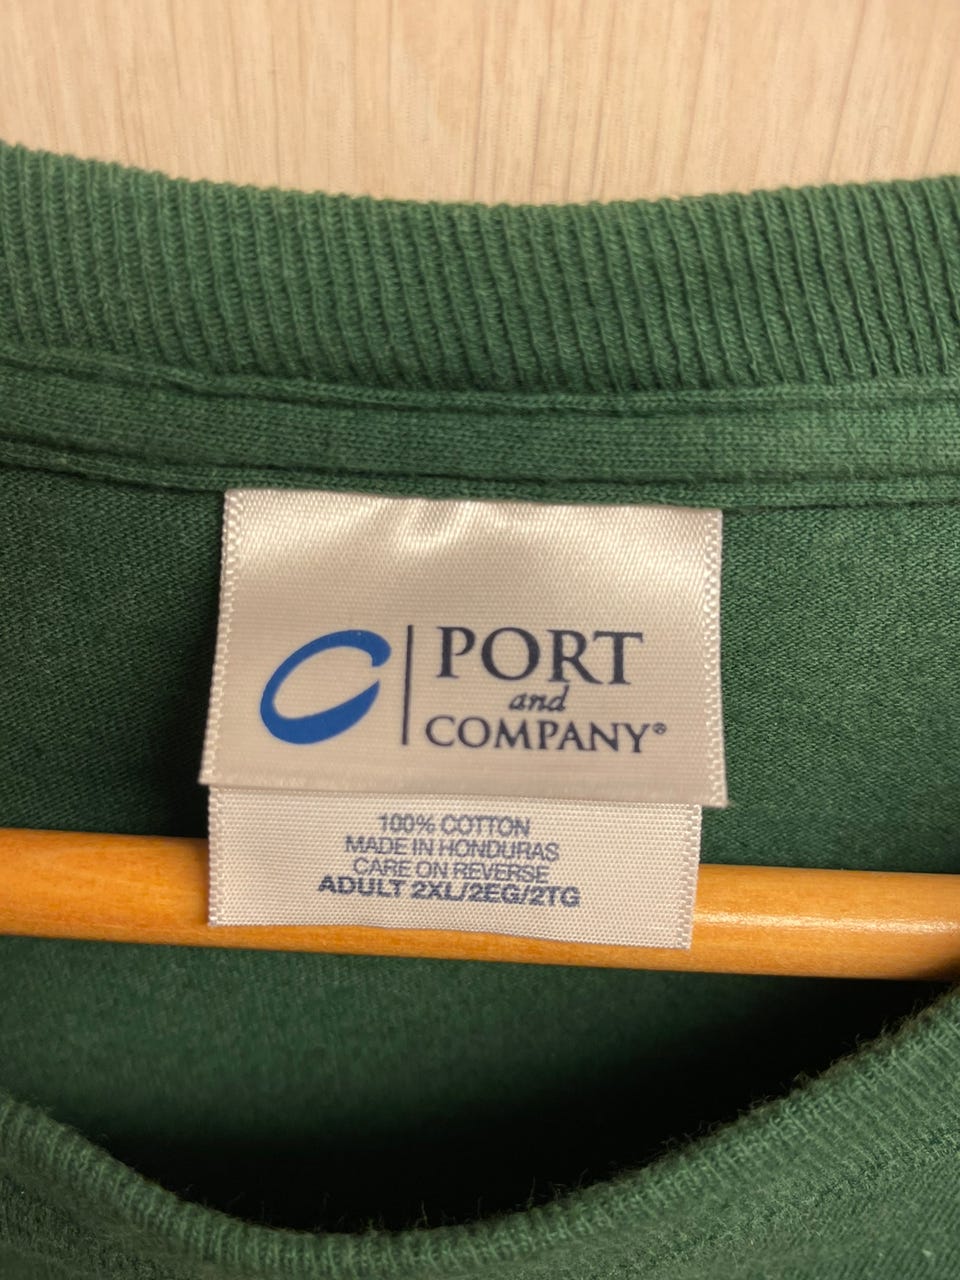 PORT
and
COMPANY®
100% COTTON
MADE IN HONDURAS
CARE ON REVERSE
ADULT 2XL/2EG/2TG